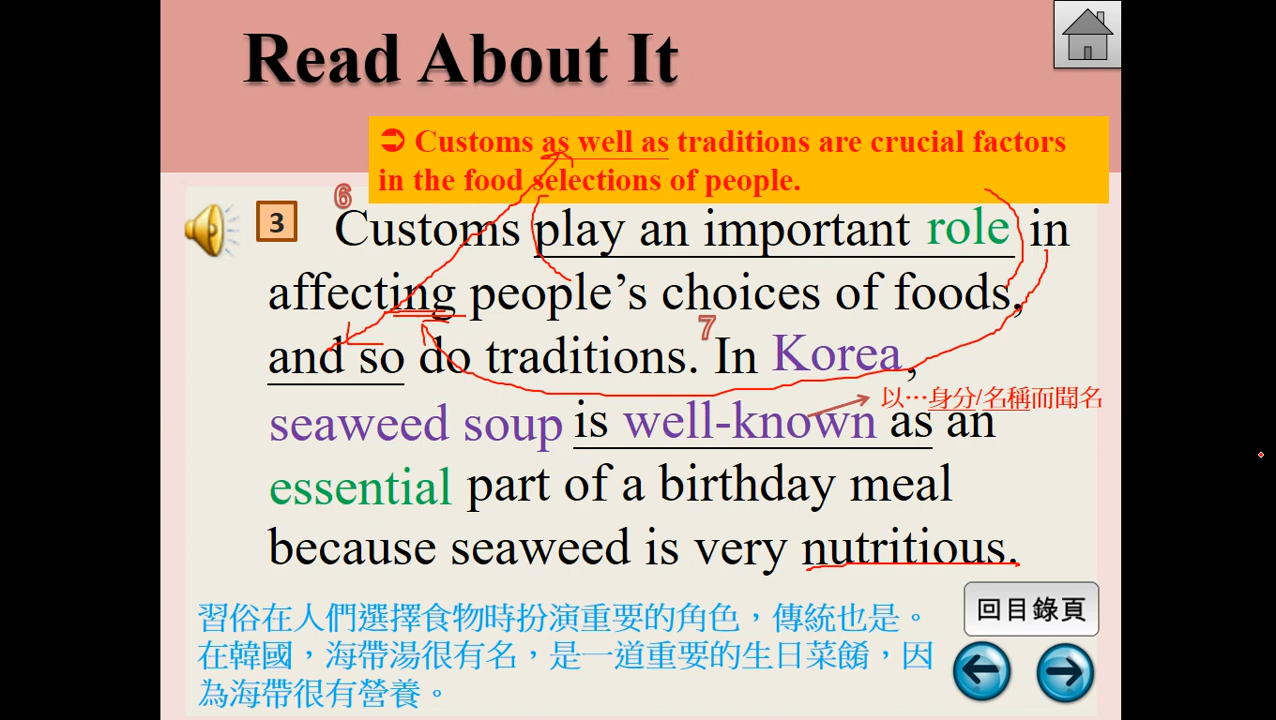 Read About It
➲ Customs as well as traditions are crucial factors
in the food selections of people.
6
3 Customs play an important role in
affecting people's choices of foods,
7
and so do traditions. In Korea,
以…身分/名稱而聞名
seaweed soup is well-known as an
essential part of a birthday meal
because seaweed is very nutritious.
回目錄頁
習俗在人們選擇食物時扮演重要的角色，傳統也是。
在韓國，海帶湯很有名，是一道重要的生日菜餚，因
為海帶很有營養。